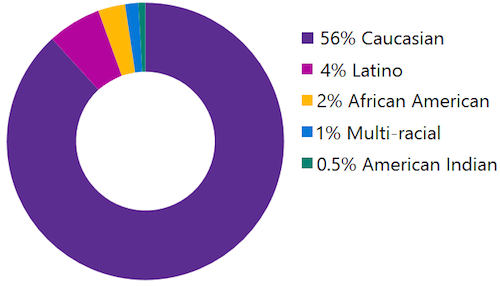 56% Caucasian
4% Latino
2% African American
1% Multi-racial
0.5% American Indian